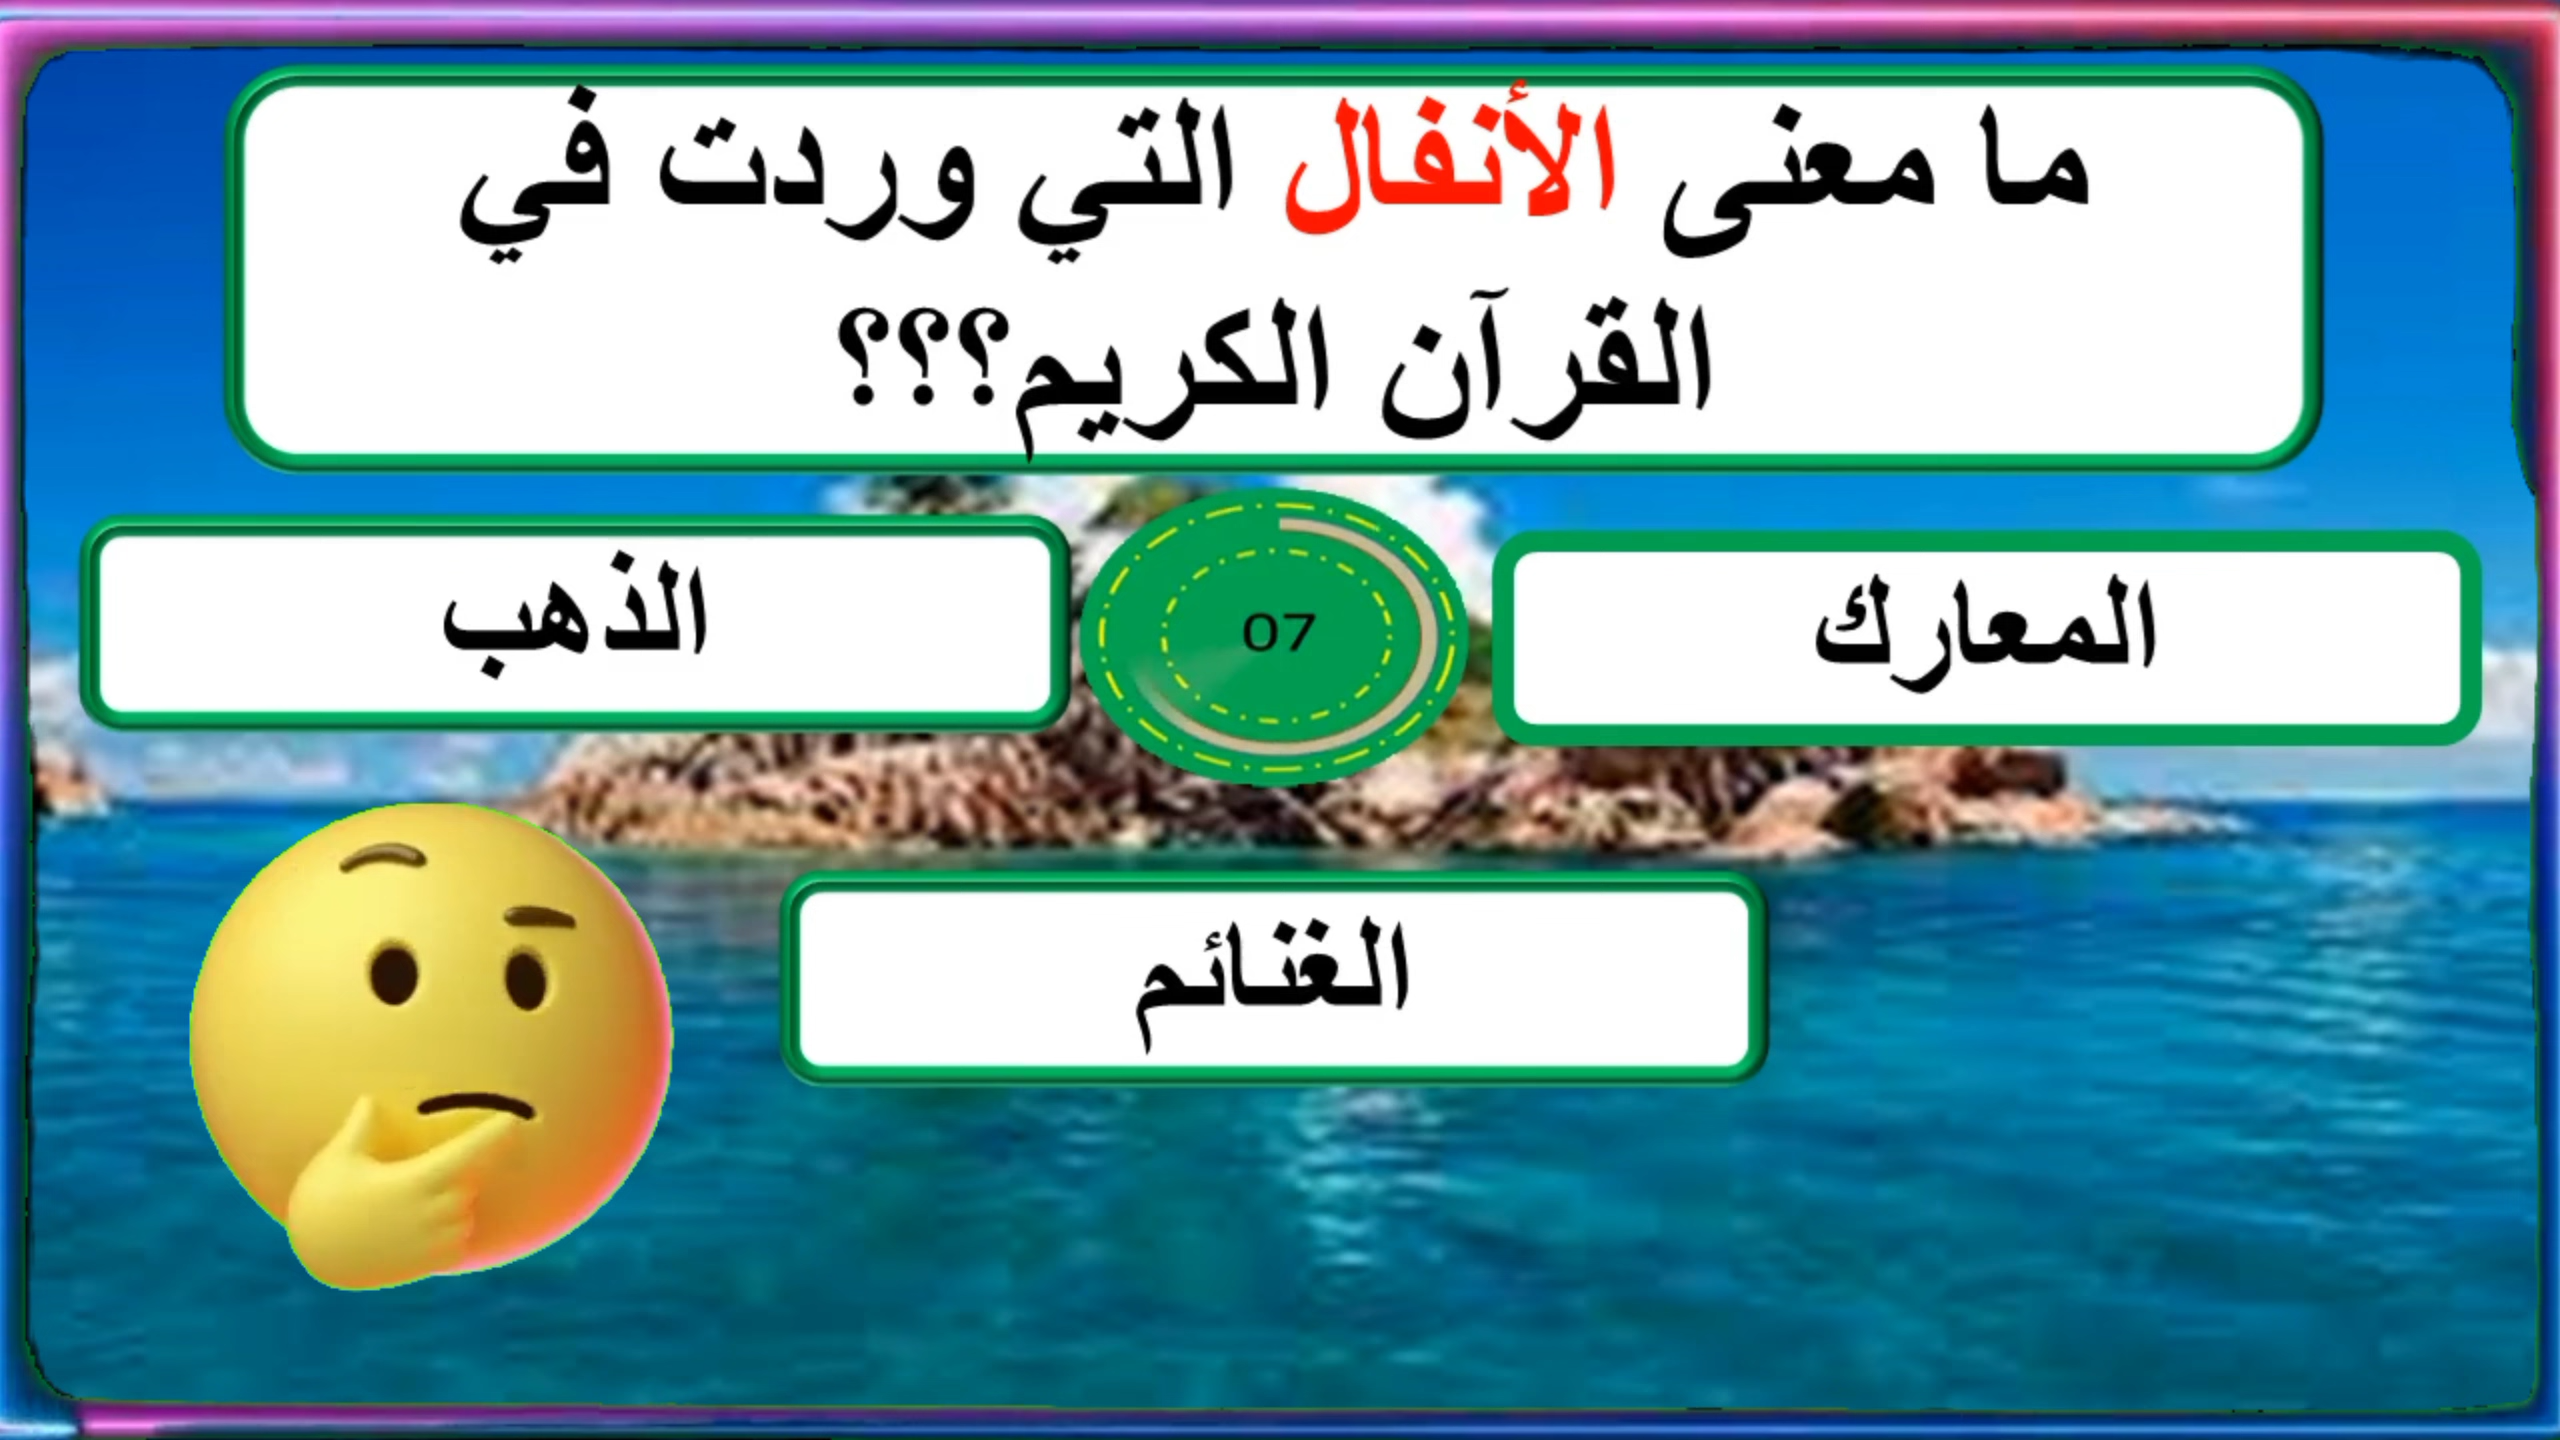 ما معنى الأنفال التي وردت في
القرآن الكريم؟؟؟
المعارك
07
الذهب
الغنائم